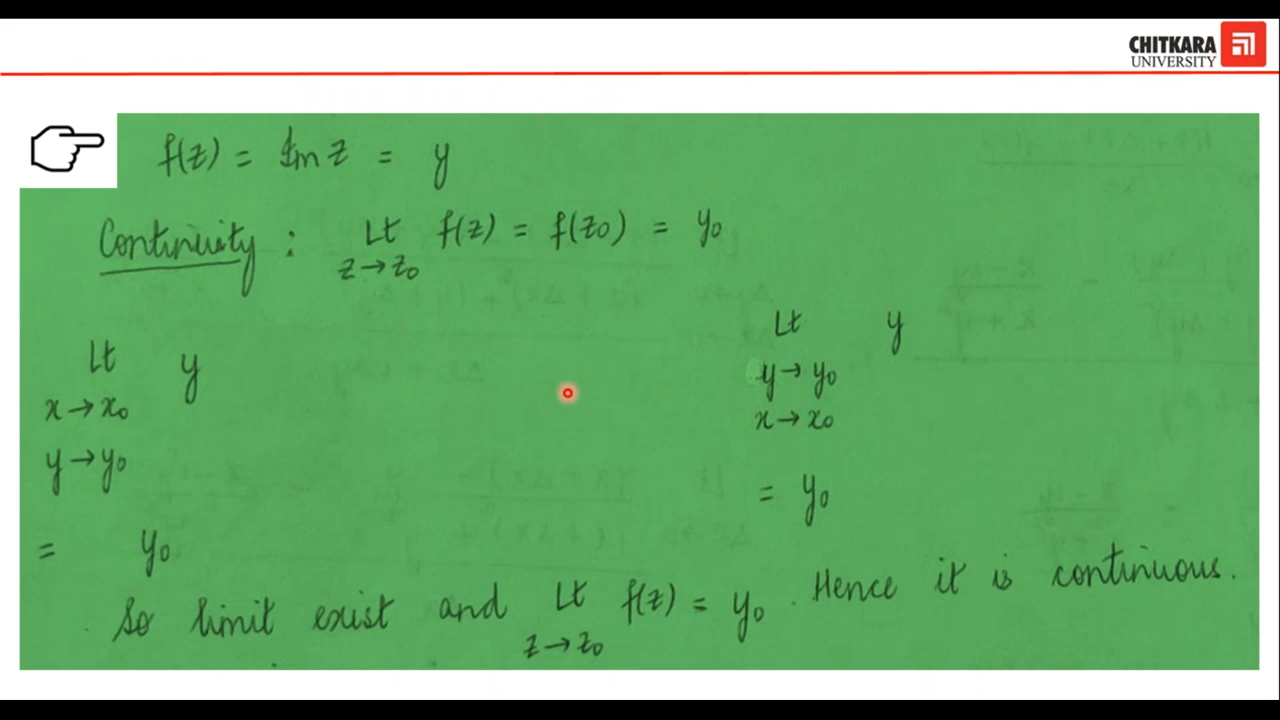 CHITKARA
UNIVERSITY
f(z) = Im z = y
Continuity : Lt f(z) = f(z0) = y0
z → z0
Lt y
x → x0
y → y0
= y0
Lt y
y → y0
x → x0
= y0
So limit exist and Lt f(z) = y0 . Hence it is continuous.
z → z0